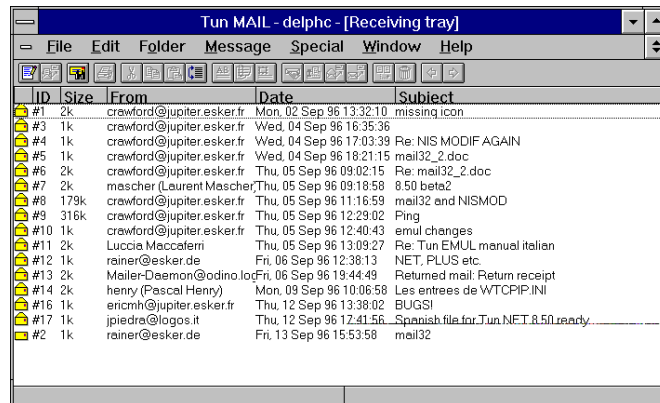 Tun MAIL - delphc - [Receiving tray]
File Edit Folder Message Special Window Help
ID Size From Date Subject
#1 2k crawford@jupiter.esker.fr Mon, 02 Sep 96 13:32:10 missing icon
#3 1k crawford@jupiter.esker.fr Wed, 04 Sep 96 16:35:36
#4 1k crawford@jupiter.esker.fr Wed, 04 Sep 96 17:03:39 Re: NIS MODIF AGAIN
#5 1k crawford@jupiter.esker.fr Wed, 04 Sep 96 18:21:15 mail32_2.doc
#6 2k crawford@jupiter.esker.fr Thu, 05 Sep 96 09:02:15 Re: mail32_2.doc
#7 2k mascher (Laurent Mascher) Thu, 05 Sep 96 09:18:58 8.50 beta2
#8 179k crawford@jupiter.esker.fr Thu, 05 Sep 96 11:16:59 mail32 and NISMOD
#9 316k crawford@jupiter.esker.fr Thu, 05 Sep 96 12:29:02 Ping
#10 1k crawford@jupiter.esker.fr Thu, 05 Sep 96 12:40:43 emul changes
#11 2k Luccia Maccaferri Thu, 05 Sep 96 13:09:27 Re: Tun EMUL manual italian
#12 1k rainer@esker.de Fri, 06 Sep 96 12:38:13 NET, PLUS etc.
#13 2k Mailer-Daemon@odino.log Fri, 06 Sep 96 19:44:49 Returned mail: Return receipt
#14 2k henry (Pascal Henry) Mon, 09 Sep 96 10:06:58 Les entrees de WTCPIP.INI
#16 1k ericmh@jupiter.esker.fr Thu, 12 Sep 96 13:38:02 BUGS!
#17 1k jpiedra@logos.it Thu, 12 Sep 96 17:41:56 Spanish file for Tun NET 8.50 ready
#2 1k rainer@esker.de Fri, 13 Sep 96 15:53:58 mail32